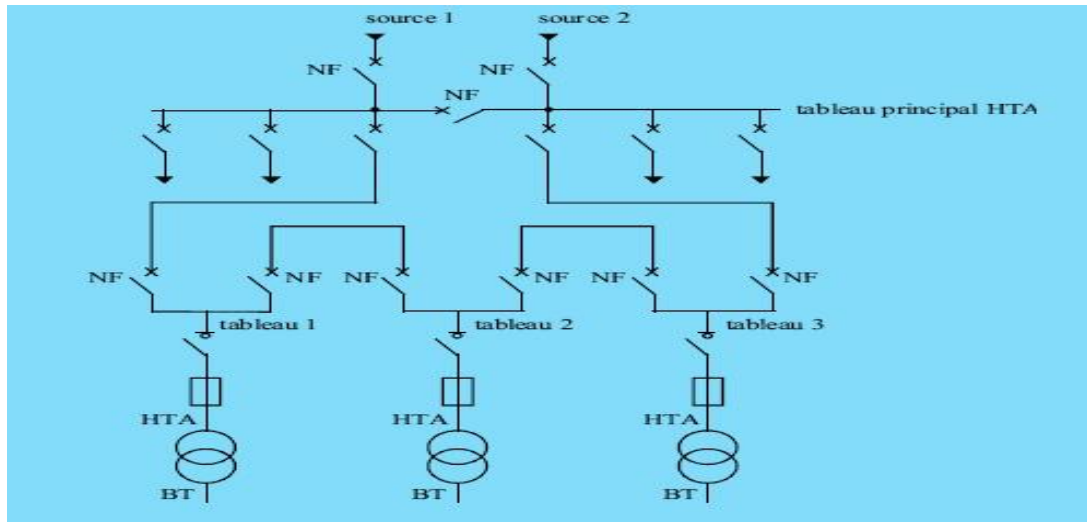 source 1 source 2
NF NF
NF
tableau principal HTA
NF NF NF NF NF NF
tableau 1 tableau 2 tableau 3
HTA HTA HTA
BT BT BT